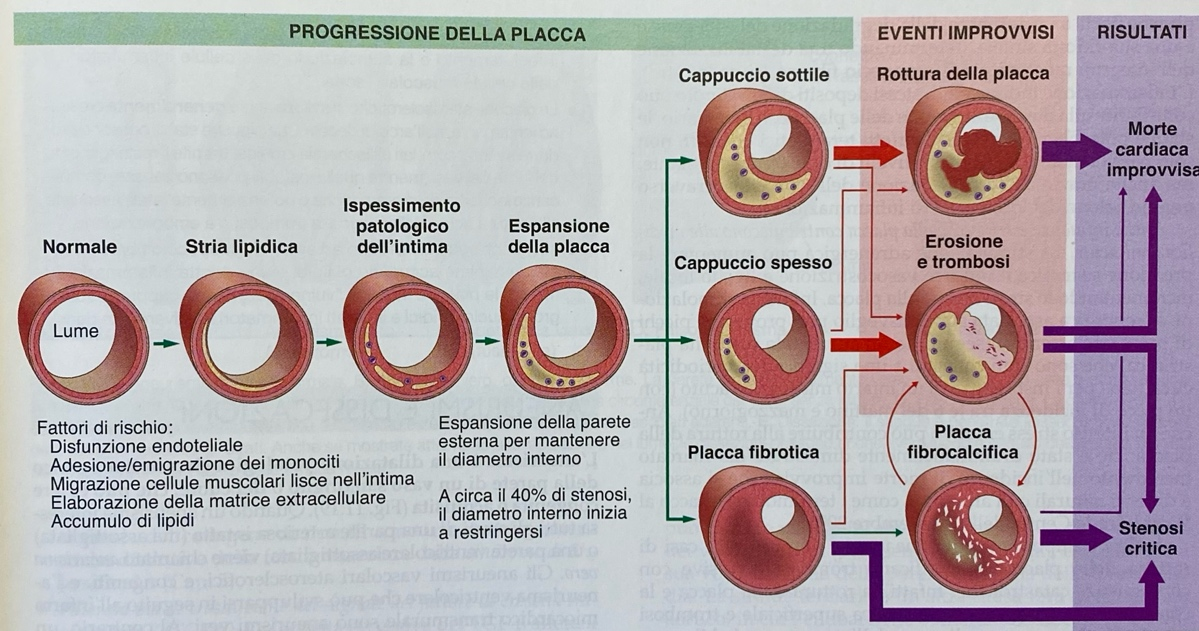 PROGRESSIONE DELLA PLACCA
EVENTI IMPROVVISI
RISULTATI
Cappuccio sottile
Rottura della placca
Morte
cardiaca
improvvisa
Normale
Stria lipidica
Ispessimento
patologico
dell'intima
Espansione
della placca
Cappuccio spesso
Erosione
e trombosi
Lume
Fattori di rischio:
Disfunzione endoteliale
Adesione/emigrazione dei monociti
Migrazione cellule muscolari lisce nell'intima
Elaborazione della matrice extracellulare
Accumulo di lipidi
Espansione della parete
esterna per mantenere
il diametro interno
A circa il 40% di stenosi,
il diametro interno inizia
a restringersi
Placca fibrotica
Placca
fibrocalcifica
Stenosi
critica